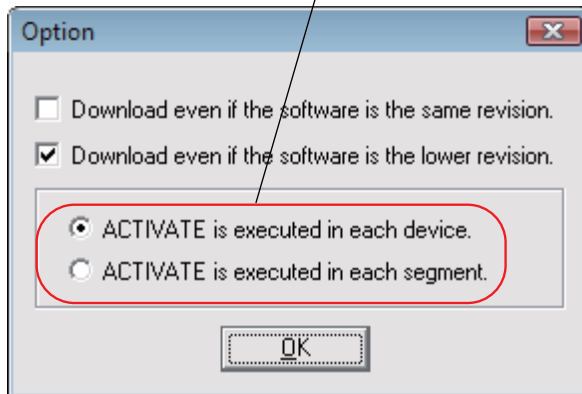 Option
Download even if the software is the same revision.
Download even if the software is the lower revision.
ACTIVATE is executed in each device.
ACTIVATE is executed in each segment.
OK